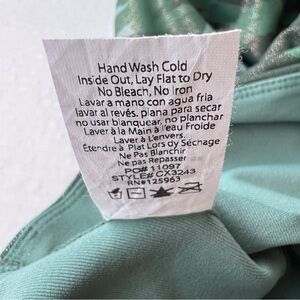 Hand Wash Cold
Inside Out, Lay Flat to Dry
No Bleach, No Iron
Lavar a mano con agua fria
lavar al revés, piana para secar
no usar blanquear, no planchar
Laver à la Main à l'eau Froide
Laver à L'envers.
Étendre à Plat Lors dy Séchage
Ne Pas Blanchir
Ne pas Repasser
PO# 11097
STYLE# CX3243
RN#125963